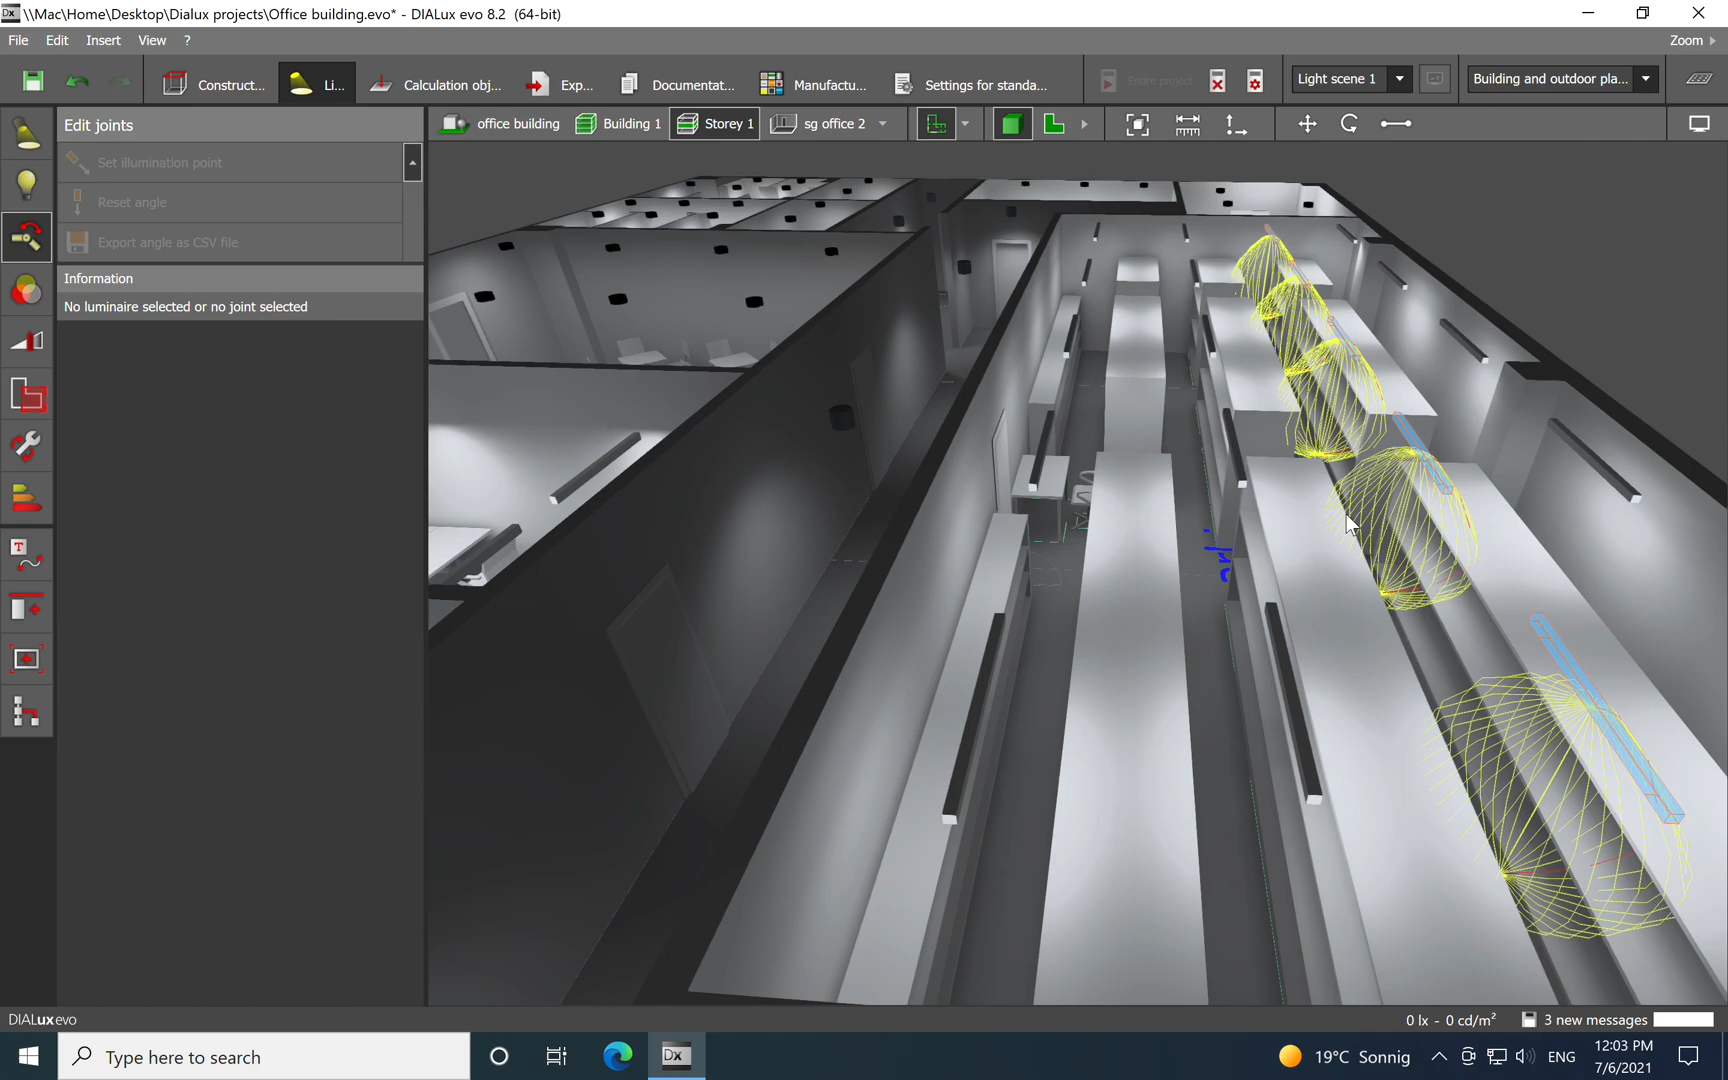 Dx \\Mac\Home\Desktop\Dialux projects\Office building.evo* - DIALux evo 8.2 (64-bit)
File Edit Insert View ? Zoom
Construct... Li... Calculation obj... Exp... Documentat... Manufactu... Settings for standa... Entire project Light scene 1 Building and outdoor pla...
Edit joints
office building Building 1 Storey 1 sg office 2
Set illumination point
Reset angle
Export angle as CSV file
Information
No luminaire selected or no joint selected
T
DIALux evo 0 lx - 0 cd/m² 3 new messages
Type here to search Dx 19°C Sonnig ENG 12:03 PM
7/6/2021